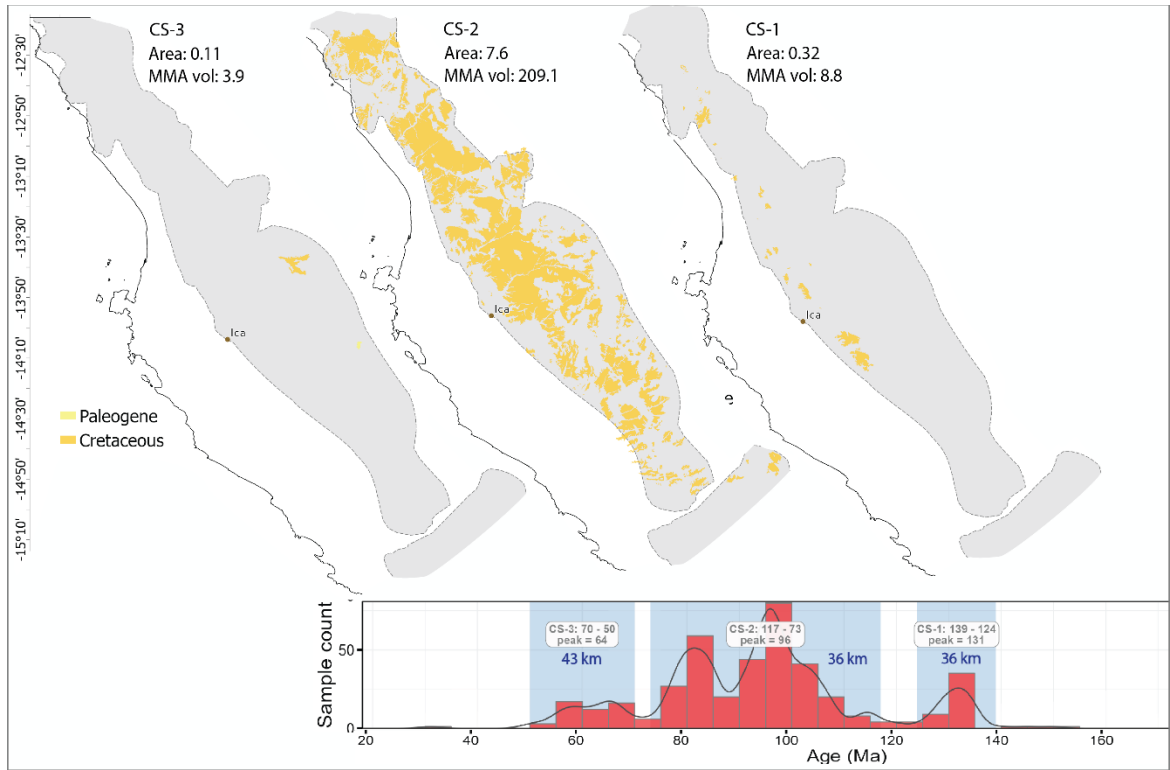 CS-3
Area: 0.11
MMA vol: 3.9
CS-2
Area: 7.6
MMA vol: 209.1
CS-1
Area: 0.32
MMA vol: 8.8
-12°30'
-12°50'
-13°10'
-13°30'
-13°50'
-14°10'
-14°30'
-14°50'
-15°10'
Ica
Ica
Ica
e
Paleogene
Cretaceous
Sample count
50
0
CS-3: 70 - 50
peak = 64
43 km
CS-2: 117 - 73
peak = 96
36 km
CS-1: 139 - 124
peak = 131
36 km
20
40
60
80
100
120
140
160
Age (Ma)